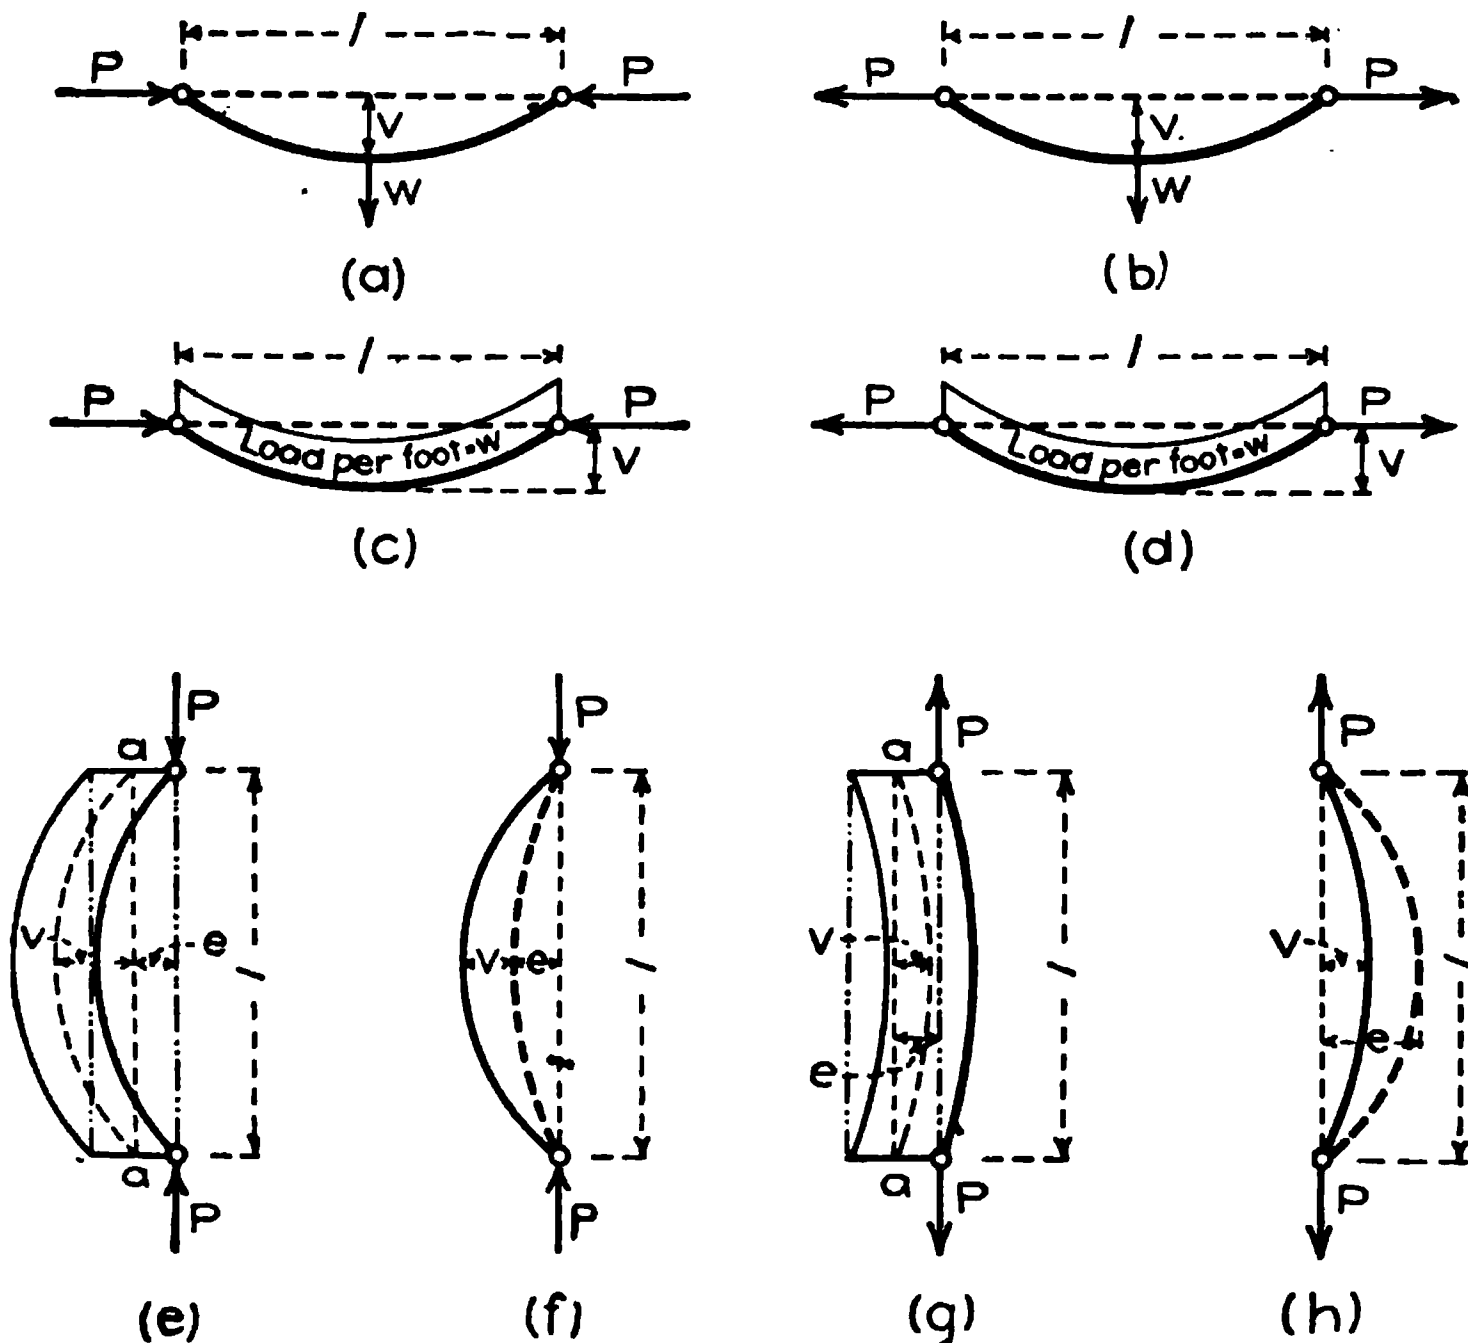 l l
P P P P
V V
W W
(a) (b)
l l
P P P P
Load per foot=w Load per foot=w
V V
(c) (d)
P P P P
a a
l l l l
V e V e V V
e e
a a
P P P P
(e) (f) (g) (h)